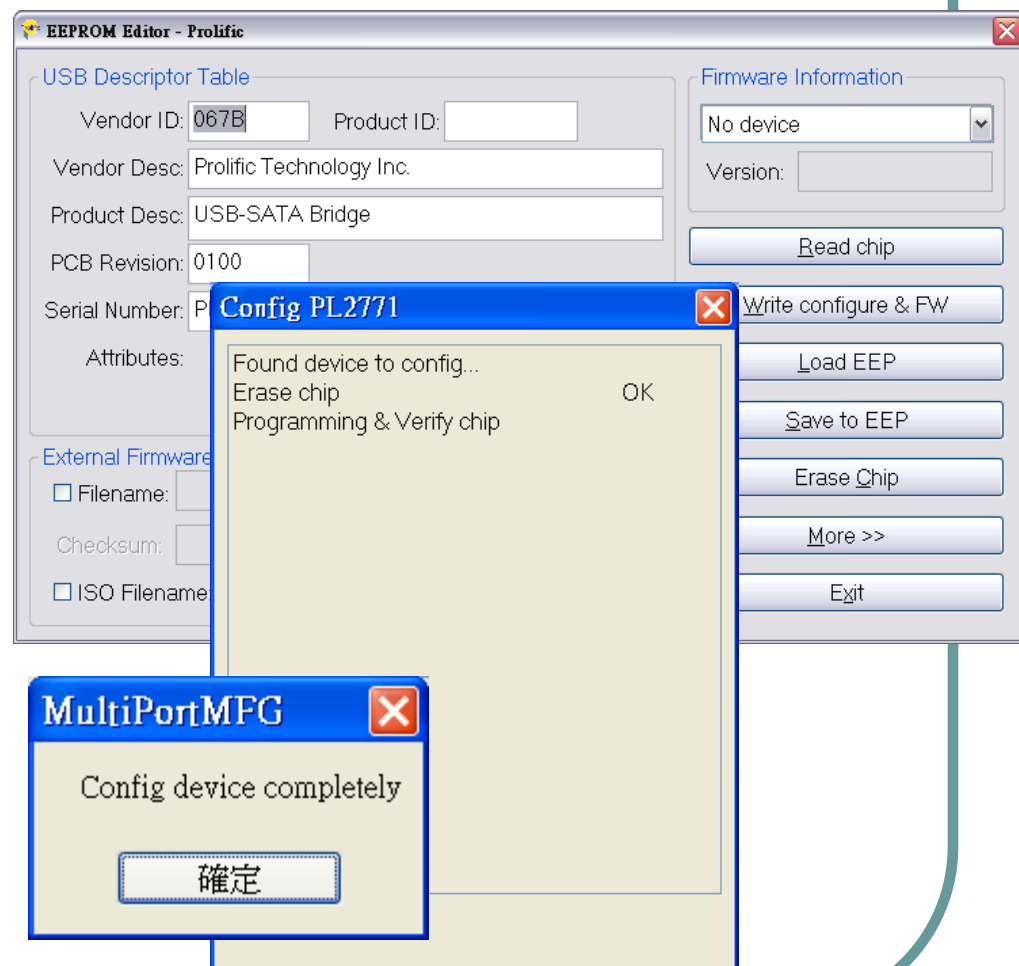 EEPROM Editor - Prolific
USB Descriptor Table
Vendor ID: 067B Product ID:
Vendor Desc: Prolific Technology Inc.
Product Desc: USB-SATA Bridge
PCB Revision: 0100
Serial Number: P
Attributes:
External Firmware
Filename:
Checksum:
ISO Filename
Firmware Information
No device
Version:
Read chip
Write configure & FW
Load EEP
Save to EEP
Erase Chip
More >>
Exit
Config PL2771
Found device to config...
Erase chip OK
Programming & Verify chip
MultiPortMFG
Config device completely
確定